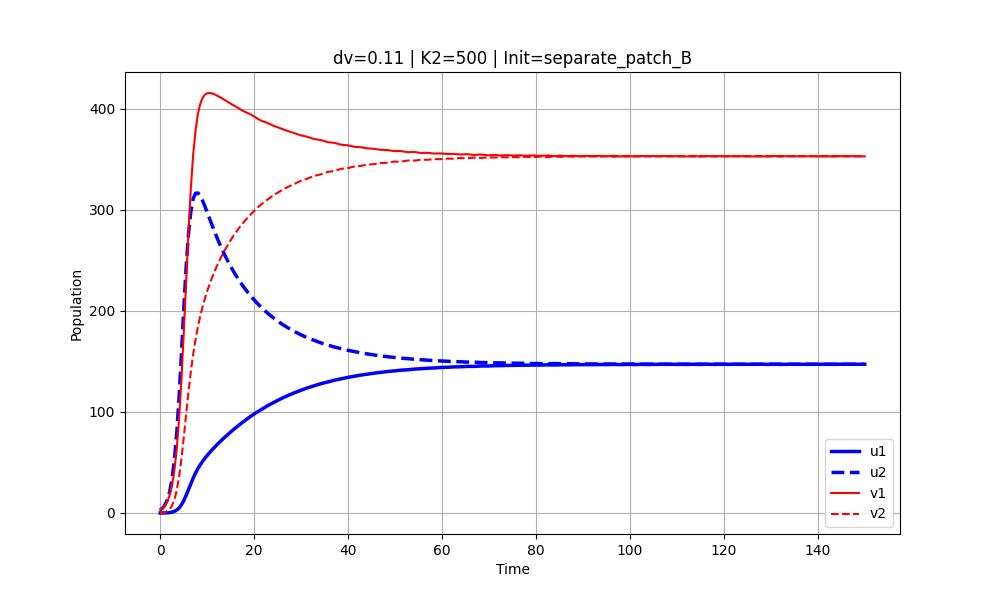 dv=0.11 | K2=500 | Init=separate_patch_B
Population
400
300
200
100
0
0 20 40 60 80 100 120 140
Time
u1
u2
v1
v2